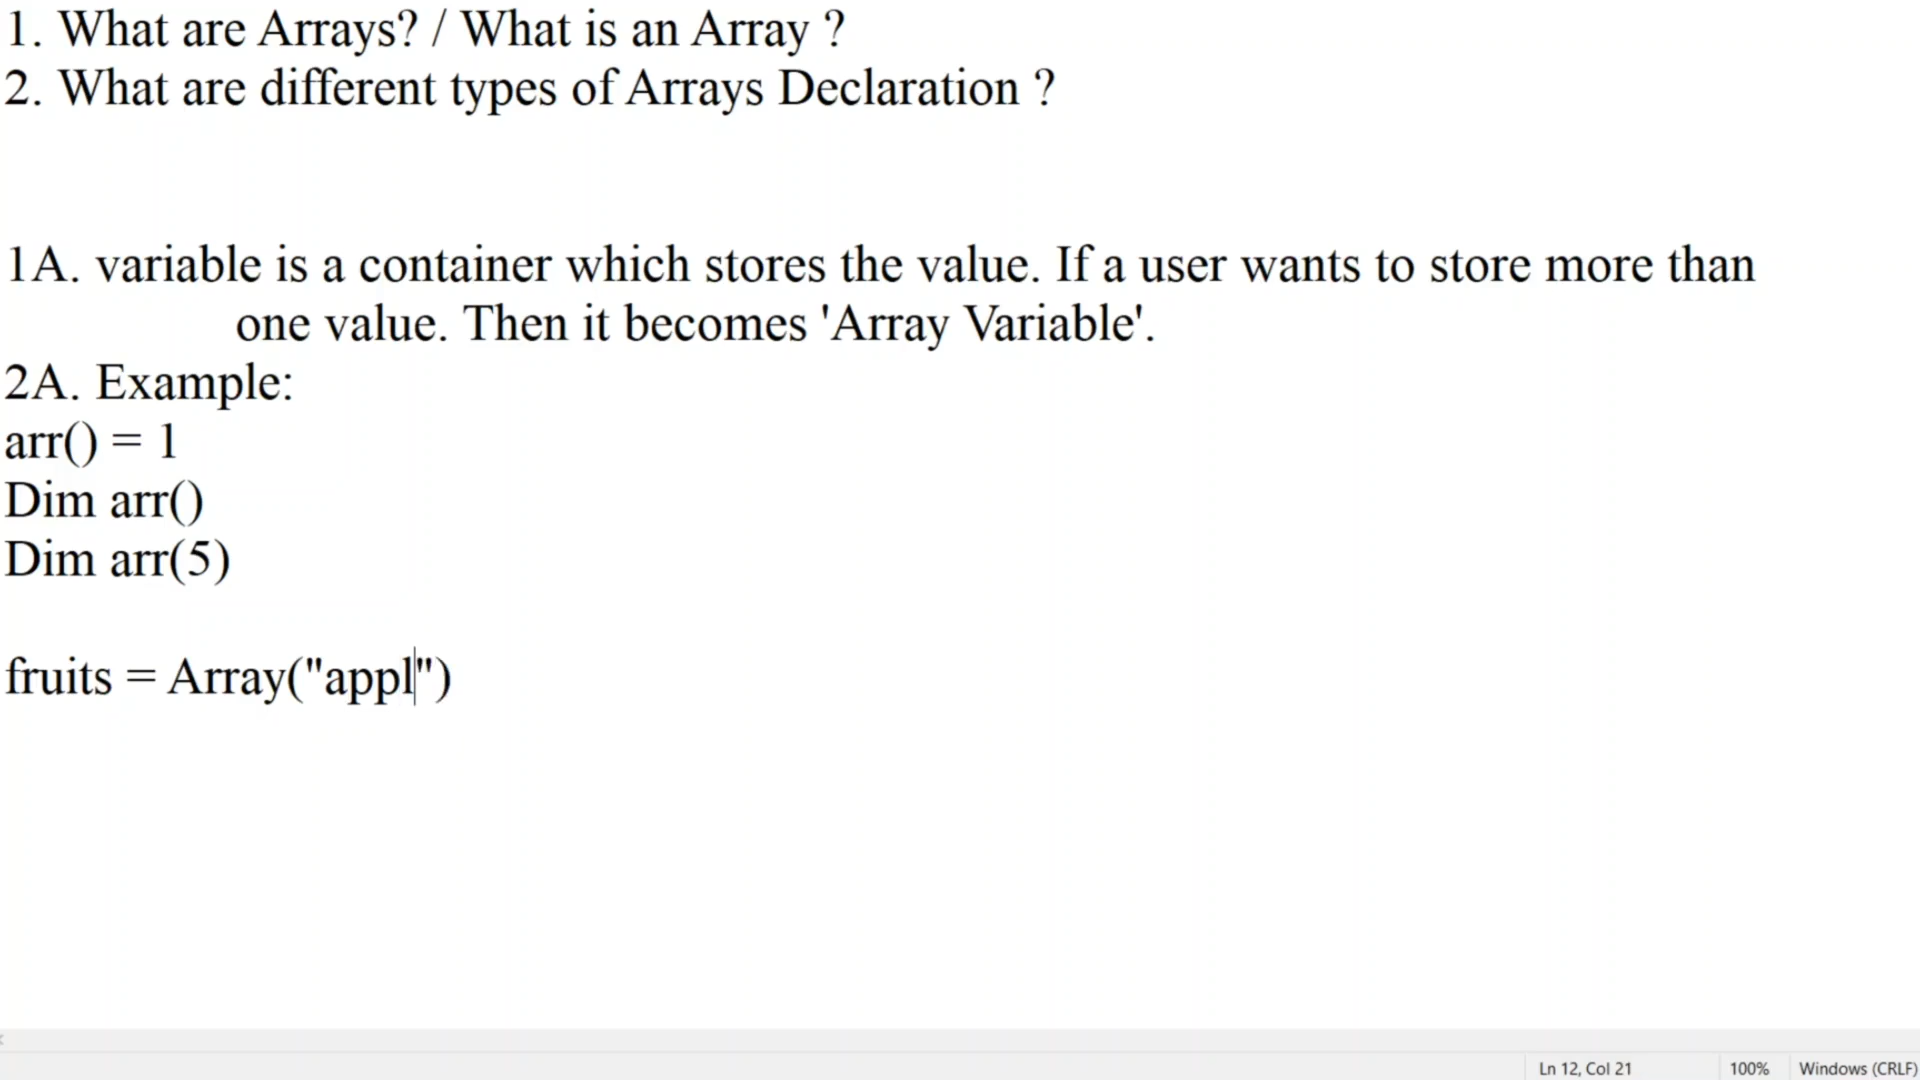 1. What are Arrays? / What is an Array ?
2. What are different types of Arrays Declaration ?
1A. variable is a container which stores the value. If a user wants to store more than
one value. Then it becomes 'Array Variable'.
2A. Example:
arr() = 1
Dim arr()
Dim arr(5)
fruits = Array("appl")
Ln 12, Col 21 100% Windows (CRLF)